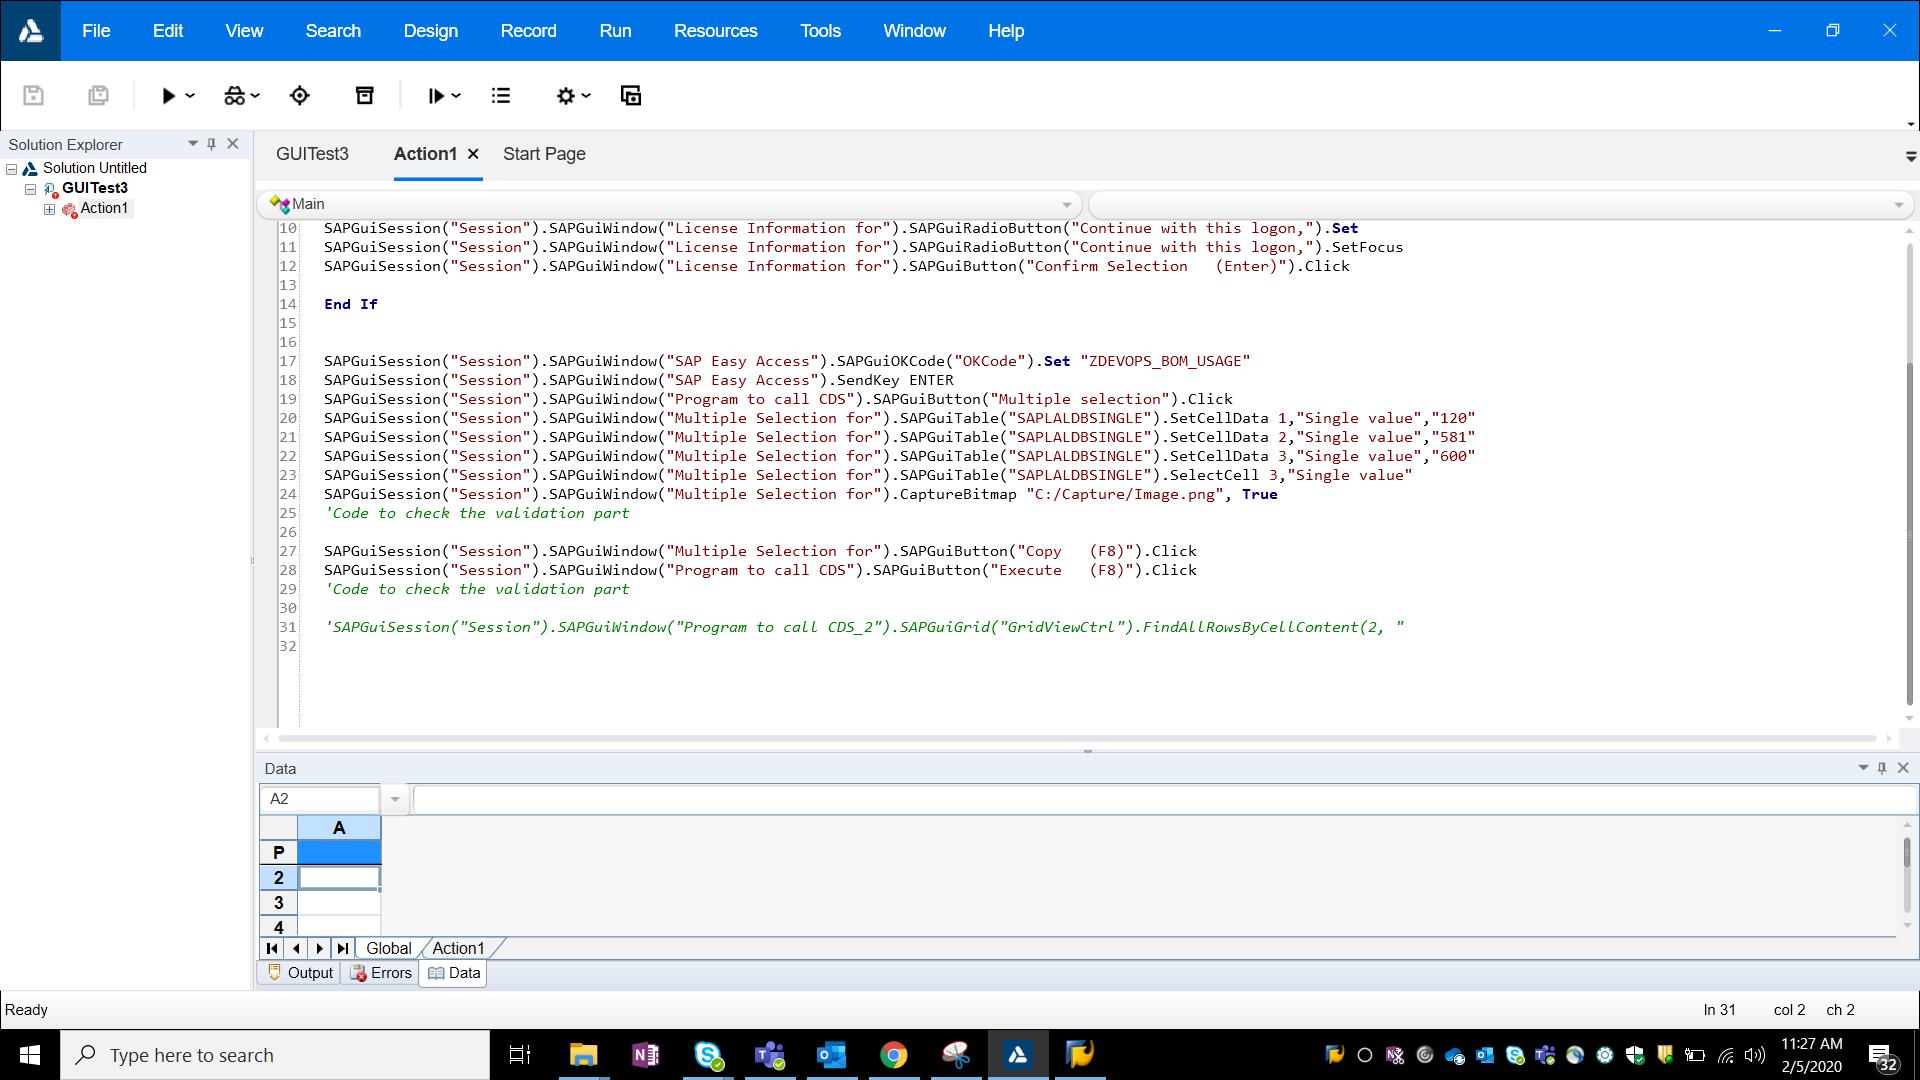 File Edit View Search Design Record Run Resources Tools Window Help
Solution Explorer
Solution Untitled
GUITest3
Action1
GUITest3 Action1 Start Page
Main
10 SAPGuiSession("Session").SAPGuiWindow("License Information for").SAPGuiRadioButton("Continue with this logon,").Set
11 SAPGuiSession("Session").SAPGuiWindow("License Information for").SAPGuiRadioButton("Continue with this logon,").SetFocus
12 SAPGuiSession("Session").SAPGuiWindow("License Information for").SAPGuiButton("Confirm Selection   (Enter)").Click
13
14 End If
15
16
17 SAPGuiSession("Session").SAPGuiWindow("SAP Easy Access").SAPGuiOKCode("OKCode").Set "ZDEVOPS_BOM_USAGE"
18 SAPGuiSession("Session").SAPGuiWindow("SAP Easy Access").SendKey ENTER
19 SAPGuiSession("Session").SAPGuiWindow("Program to call CDS").SAPGuiButton("Multiple selection").Click
20 SAPGuiSession("Session").SAPGuiWindow("Multiple Selection for").SAPGuiTable("SAPLALDBSINGLE").SetCellData 1,"Single value","120"
21 SAPGuiSession("Session").SAPGuiWindow("Multiple Selection for").SAPGuiTable("SAPLALDBSINGLE").SetCellData 2,"Single value","581"
22 SAPGuiSession("Session").SAPGuiWindow("Multiple Selection for").SAPGuiTable("SAPLALDBSINGLE").SetCellData 3,"Single value","600"
23 SAPGuiSession("Session").SAPGuiWindow("Multiple Selection for").SAPGuiTable("SAPLALDBSINGLE").SelectCell 3,"Single value"
24 SAPGuiSession("Session").SAPGuiWindow("Multiple Selection for").CaptureBitmap "C:/Capture/Image.png", True
25 'Code to check the validation part
26
27 SAPGuiSession("Session").SAPGuiWindow("Multiple Selection for").SAPGuiButton("Copy   (F8)").Click
28 SAPGuiSession("Session").SAPGuiWindow("Program to call CDS").SAPGuiButton("Execute   (F8)").Click
29 'Code to check the validation part
30
31 'SAPGuiSession("Session").SAPGuiWindow("Program to call CDS_2").SAPGuiGrid("GridViewCtrl").FindAllRowsByCellContent(2, "
32
Data
A2
A
P
2
3
4
Global Action1
Output Errors Data
Ready ln 31 col 2 ch 2
Type here to search
11:27 AM
2/5/2020
32